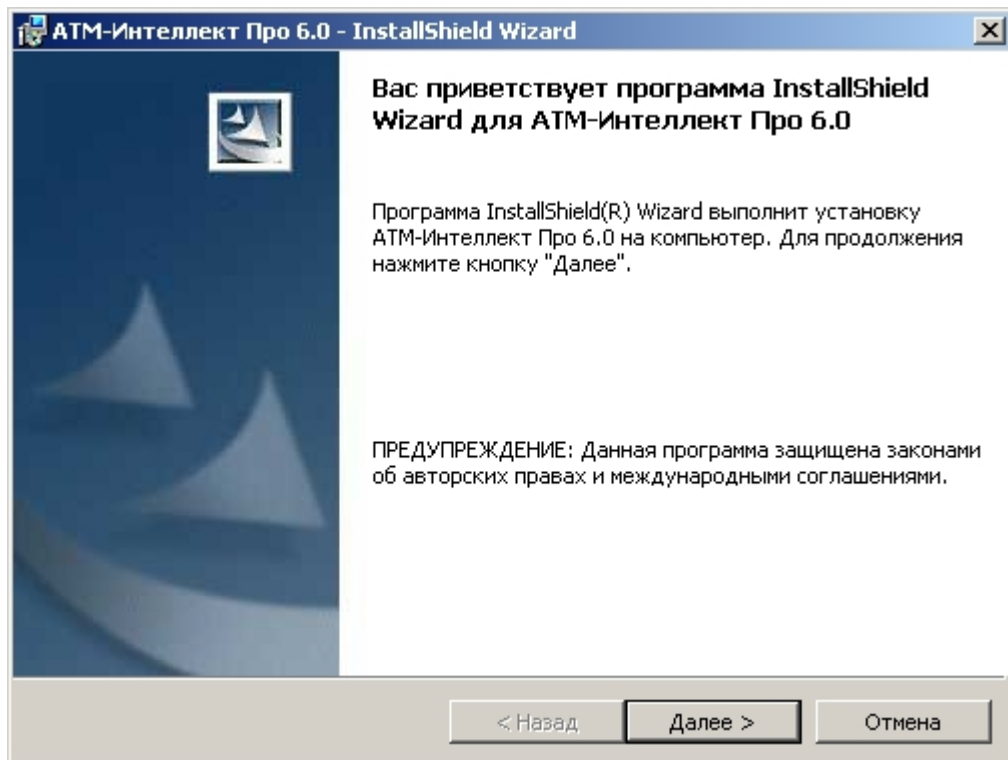 АТМ-Интеллект Про 6.0 - InstallShield Wizard
Вас приветствует программа InstallShield
Wizard для АТМ-Интеллект Про 6.0
Программа InstallShield(R) Wizard выполнит установку
АТМ-Интеллект Про 6.0 на компьютер. Для продолжения
нажмите кнопку "Далее".
ПРЕДУПРЕЖДЕНИЕ: Данная программа защищена законами
об авторских правах и международными соглашениями.
< Назад
Далее >
Отмена